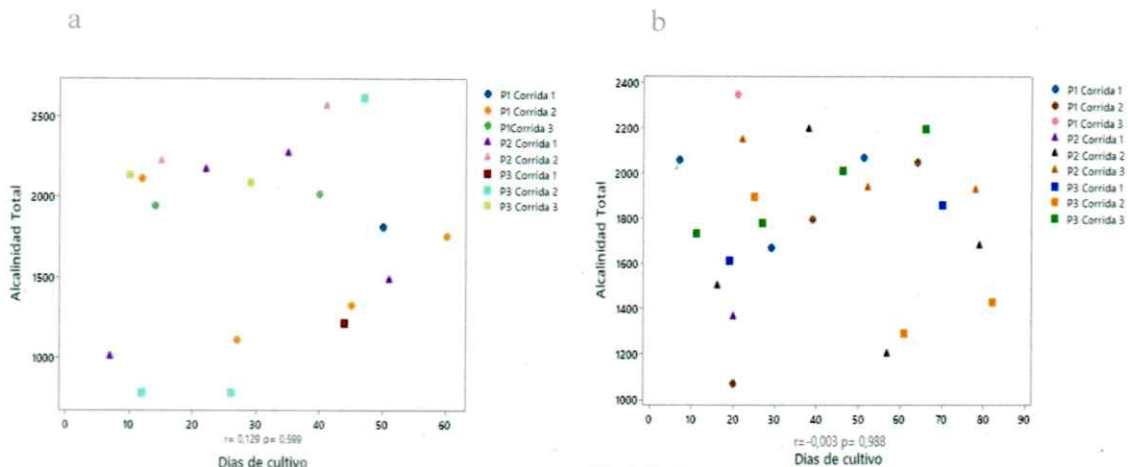 a
Alcalinidad Total
2500
2000
1500
1000
0 10 20 30 40 50 60
r= 0,129 p= 0,599
Dias de cultivo
P1 Corrida 1
P1 Corrida 2
P1Corrida 3
P2 Corrida 1
P2 Corrida 2
P3 Corrida 1
P3 Corrida 2
P3 Corrida 3
b
Alcalinidad Total
2400
2200
2000
1800
1600
1400
1200
1000
0 10 20 30 40 50 60 70 80 90
r= -0,003 p= 0,988
Dias de cultivo
P1 Corrida 1
P1 Corrida 2
P1 Corrida 3
P2 Corrida 1
P2 Corrida 2
P2 Corrida 3
P3 Corrida 1
P3 Corrida 2
P3 Corrida 3